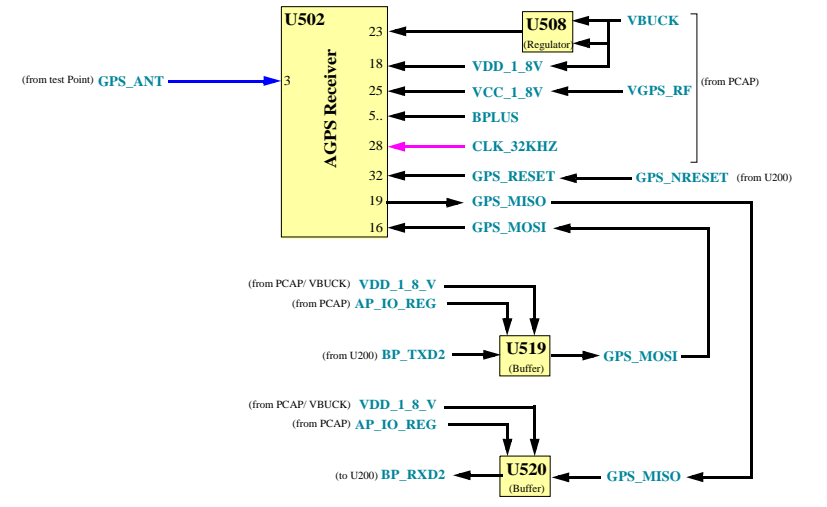 U502
AGPS Receiver
23
U508
(Regulator)
VBUCK
18
VDD_1_8V
(from test Point) GPS_ANT
3
25
VCC_1_8V
VGPS_RF
(from PCAP)
5..
BPLUS
28
CLK_32KHZ
32
GPS_RESET
GPS_NRESET (from U200)
19
GPS_MISO
16
GPS_MOSI
(from PCAP/ VBUCK) VDD_1_8_V
(from PCAP) AP_IO_REG
U519
(Buffer)
(from U200) BP_TXD2
GPS_MOSI
(from PCAP/ VBUCK) VDD_1_8_V
(from PCAP) AP_IO_REG
U520
(Buffer)
(to U200) BP_RXD2
GPS_MISO